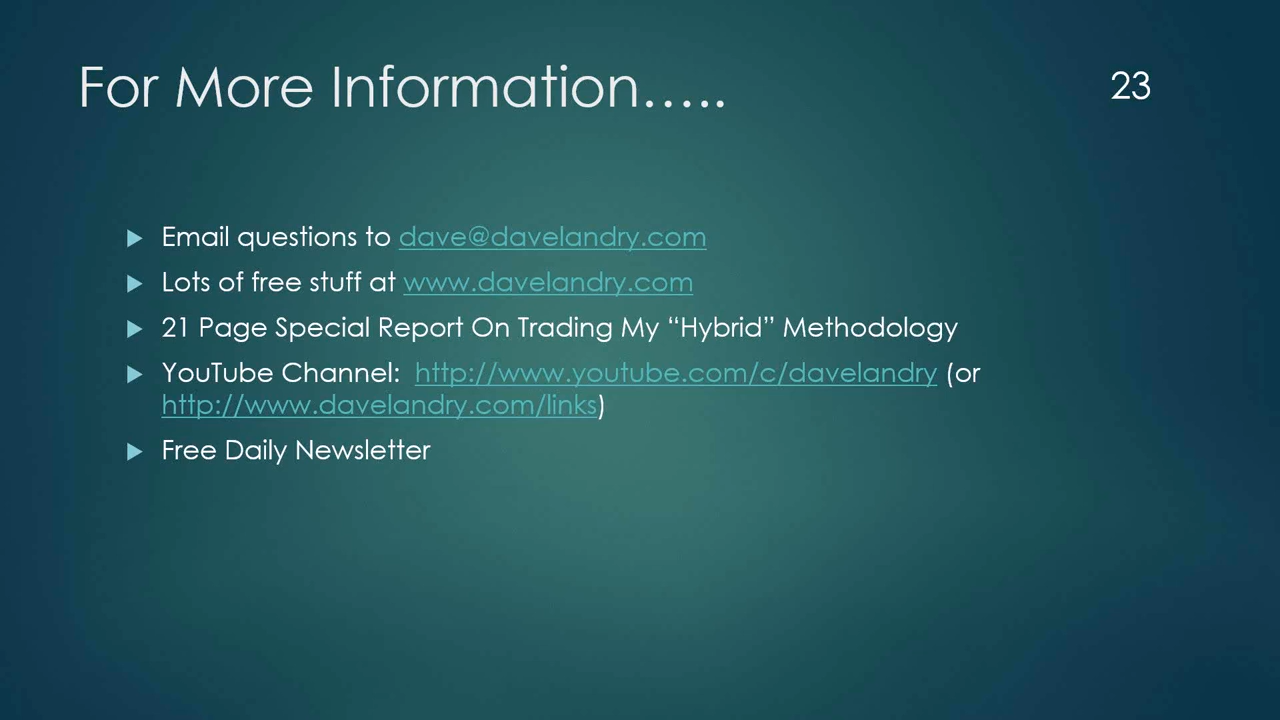 For More Information…..
23
Email questions to dave@davelandry.com
Lots of free stuff at www.davelandry.com
21 Page Special Report On Trading My “Hybrid” Methodology
YouTube Channel:  http://www.youtube.com/c/davelandry (or
http://www.davelandry.com/links)
Free Daily Newsletter